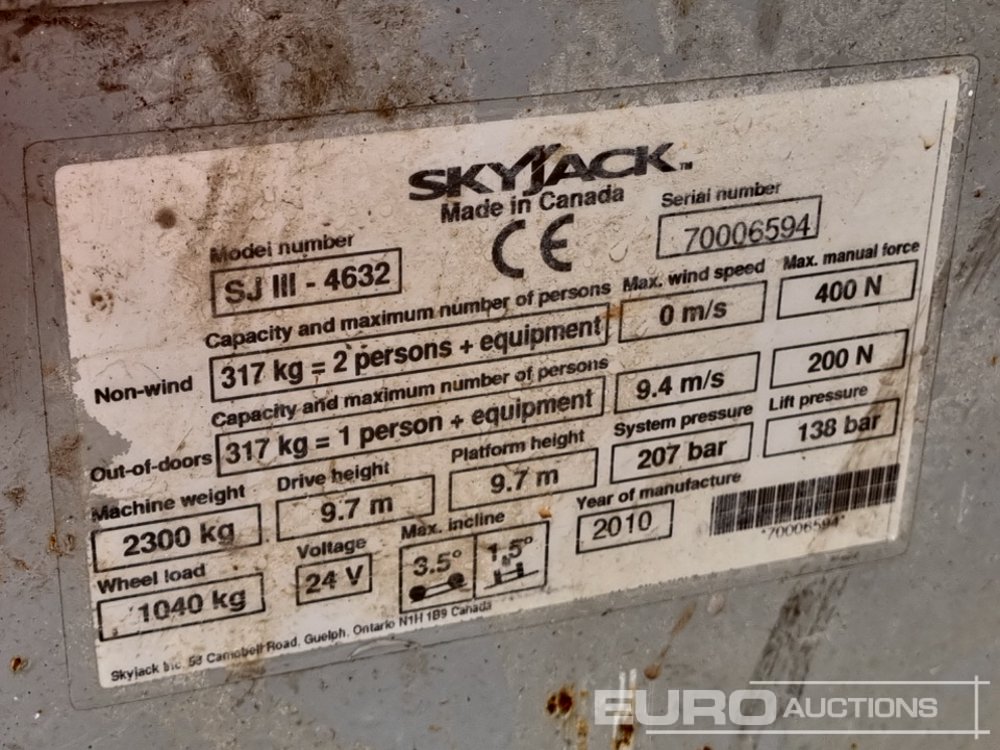 SKYJACK™
Made in Canada
CE
Serial number
70006594
Model number
SJ III - 4632
Capacity and maximum number of persons
Max. wind speed
Max. manual force
Non-wind
317 kg = 2 persons + equipment
0 m/s
400 N
Capacity and maximum number of persons
Out-of-doors
317 kg = 1 person + equipment
9.4 m/s
200 N
Machine weight
2300 kg
Drive height
9.7 m
Platform height
9.7 m
System pressure
207 bar
Lift pressure
138 bar
Wheel load
1040 kg
Voltage
24 V
Max. incline
3.5°
1.5°
Year of manufacture
2010
*70006594*
Skyjack Inc. Campbell Road, Guelph, Ontario N1H 1B9 Canada
EURO AUCTIONS